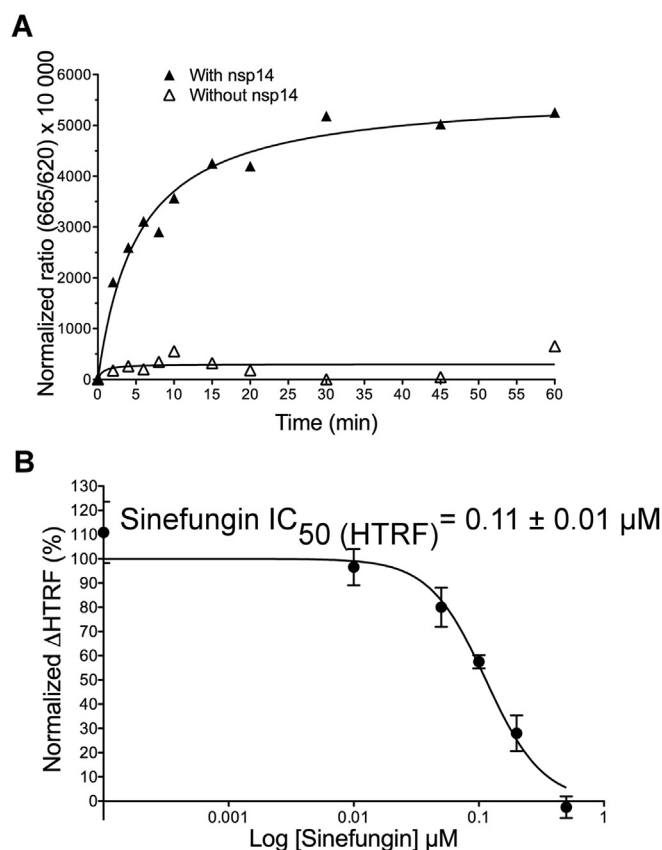 A
Normalized ratio (665/620) x 10 000
6000
5000
4000
3000
2000
1000
0
With nsp14
Without nsp14
0 5 10 15 20 25 30 35 40 45 50 55 60
Time (min)
B
Normalized ΔHTRF (%)
130
120
110
100
90
80
70
60
50
40
30
20
10
0
Sinefungin IC50 (HTRF)= 0.11 ± 0.01 µM
0.001 0.01 0.1 1
Log [Sinefungin] µM